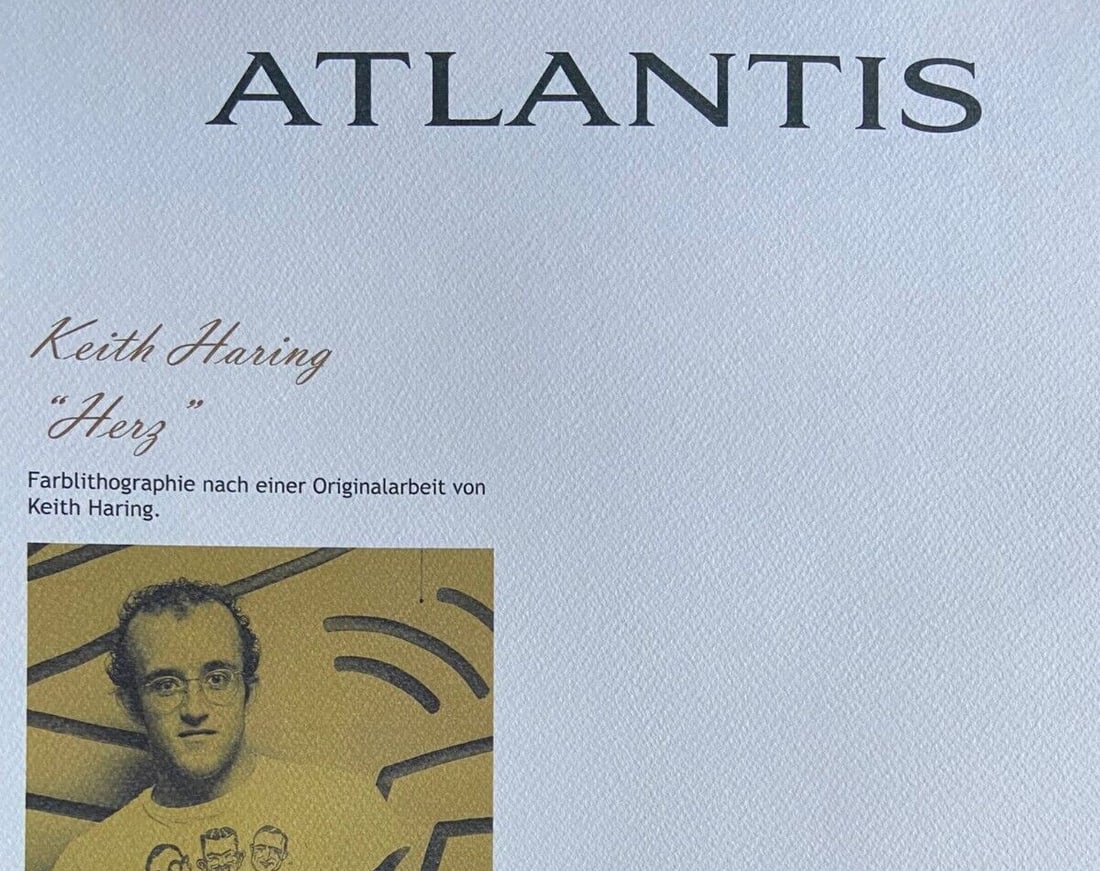 ATLANTIS
Keith Haring
“Herz”
Farblithographie nach einer Originalarbeit von
Keith Haring.